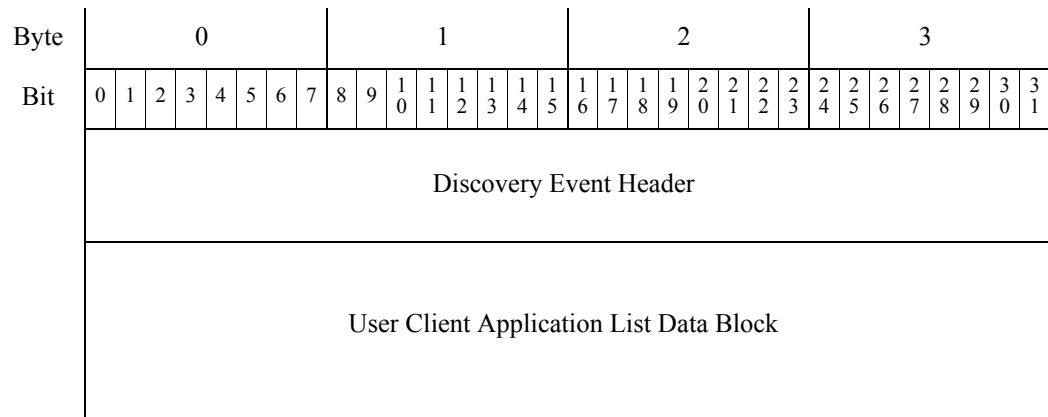 Byte 0 1 2 3
Bit 0 1 2 3 4 5 6 7 8 9 10 11 12 13 14 15 16 17 18 19 20 21 22 23 24 25 26 27 28 29 30 31
Discovery Event Header
User Client Application List Data Block